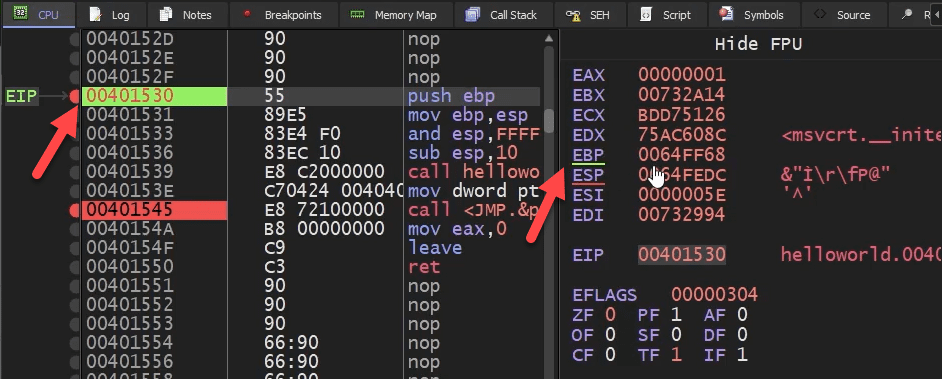 CPU Log Notes Breakpoints Memory Map Call Stack SEH Script Symbols Source R
0040152D 90 nop
0040152E 90 nop
0040152F 90 nop
EIP 00401530 55 push ebp
00401531 89E5 mov ebp,esp
00401533 83E4 F0 and esp,FFFF
00401536 83EC 10 sub esp,10
00401539 E8 C2000000 call hellowo
0040153E C70424 004040 mov dword pt
00401545 E8 72100000 call <JMP.&p
0040154A B8 00000000 mov eax,0
0040154F C9 leave
00401550 C3 ret
00401551 90 nop
00401552 90 nop
00401553 90 nop
00401554 66:90 nop
00401556 66:90 nop
00401558 66:90 nop
Hide FPU
EAX 00000001
EBX 00732A14
ECX BDD75126
EDX 75AC608C <msvcrt.__inite
EBP 0064FF68
ESP 0064FEDC &"ì\r\fP@"
ESI 0000005E '^'
EDI 00732994
EIP 00401530 helloworld.0040
EFLAGS 00000304
ZF 0 PF 1 AF 0
OF 0 SF 0 DF 0
CF 0 TF 1 IF 1